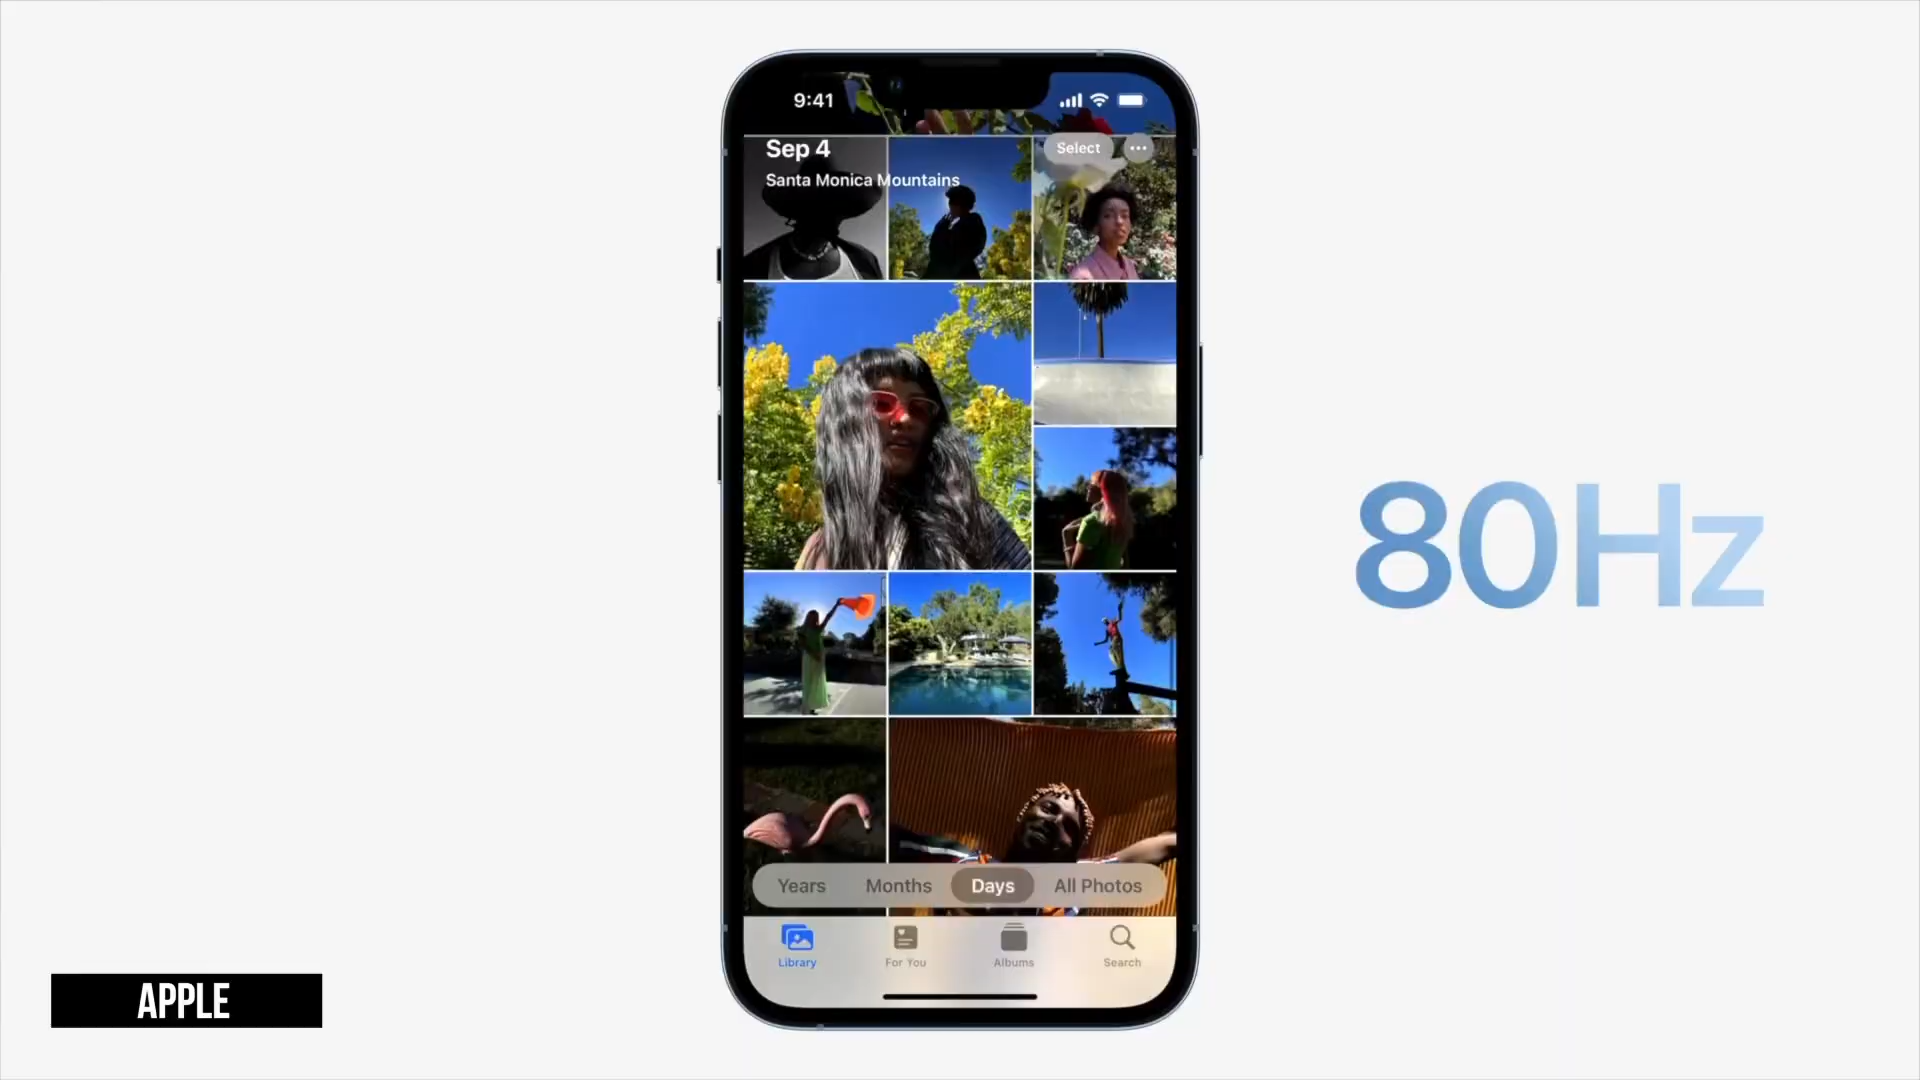 9:41
Sep 4
Select
Santa Monica Mountains
80Hz
Years Months Days All Photos
Library For You Albums Search
APPLE